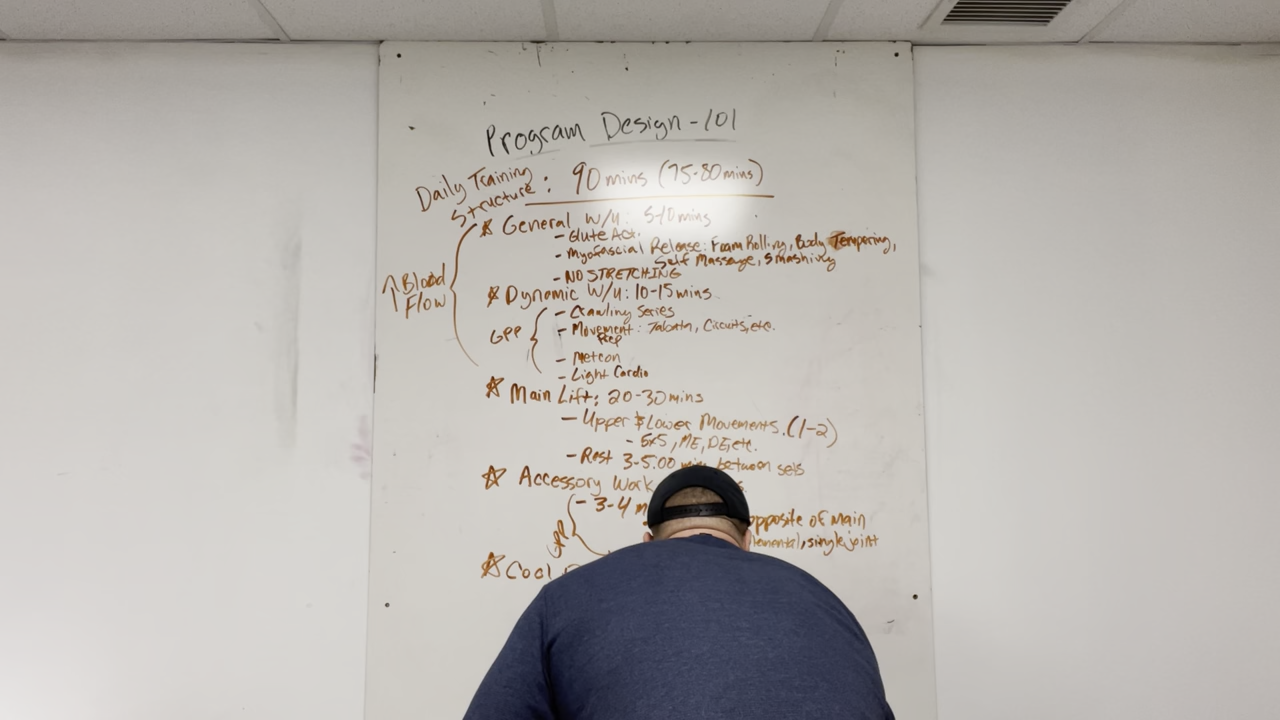 Program Design - 101
Daily Training Structure: 90 mins (75-80 mins)
General W/U: 5-10 mins
- Glute Act.
- Myofascial Release: Foam Rolling, Body Tempering,
Self Massage, Smashing
- NO STRETCHING
↑ Blood Flow
Dynamic W/U: 10-15 mins
- Crawling Series
GPP
- Movement Prep: Tabata, Circuits, etc.
- Metcon
- Light Cardio
Main Lift: 20-30 mins
- Upper & Lower Movements. (1-2)
- 5x5, ME, DE, etc.
- Rest 3-5:00 between sets
Accessory Work
- 3-4
opposite of Main
single joint
Cool